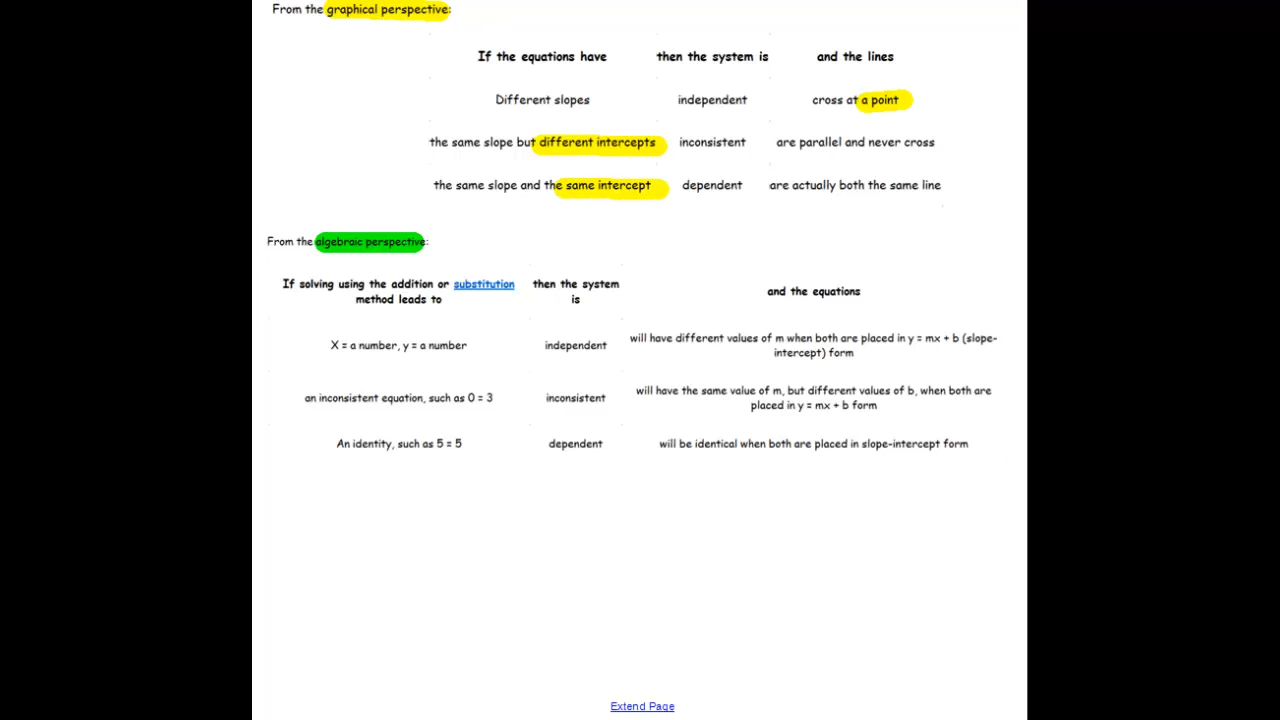 From the graphical perspective:
If the equations have then the system is and the lines
Different slopes independent cross at a point
the same slope but different intercepts inconsistent are parallel and never cross
the same slope and the same intercept dependent are actually both the same line
From the algebraic perspective:
If solving using the addition or substitution
method leads to
then the system
is
and the equations
X = a number, y = a number independent
will have different values of m when both are placed in y = mx + b (slope-
intercept) form
an inconsistent equation, such as 0 = 3 inconsistent
will have the same value of m, but different values of b, when both are
placed in y = mx + b form
An identity, such as 5 = 5 dependent will be identical when both are placed in slope-intercept form
Extend Page